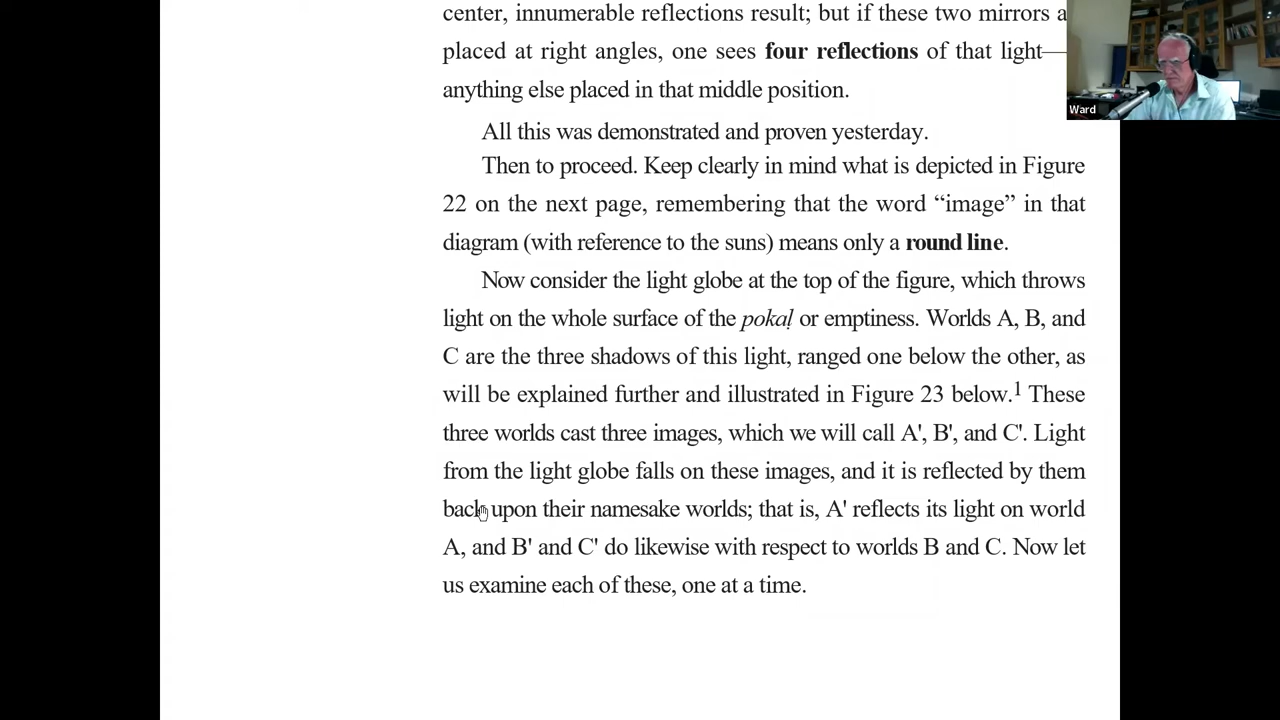 center, innumerable reflections result; but if these two mirrors
placed at right angles, one sees four reflections of that light—
anything else placed in that middle position.
All this was demonstrated and proven yesterday.
Then to proceed. Keep clearly in mind what is depicted in Figure
22 on the next page, remembering that the word “image” in that
diagram (with reference to the suns) means only a round line.
Now consider the light globe at the top of the figure, which throws
light on the whole surface of the pokaḷ or emptiness. Worlds A, B, and
C are the three shadows of this light, ranged one below the other, as
will be explained further and illustrated in Figure 23 below.1 These
three worlds cast three images, which we will call A', B', and C'. Light
from the light globe falls on these images, and it is reflected by them
back upon their namesake worlds; that is, A' reflects its light on world
A, and B' and C' do likewise with respect to worlds B and C. Now let
us examine each of these, one at a time.
Ward